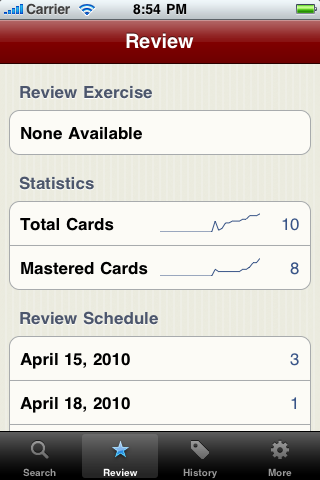 Carrier 8:54 PM
Review
Review Exercise
None Available
Statistics
Total Cards 10
Mastered Cards 8
Review Schedule
April 15, 2010 3
April 18, 2010 1
Search Review History More